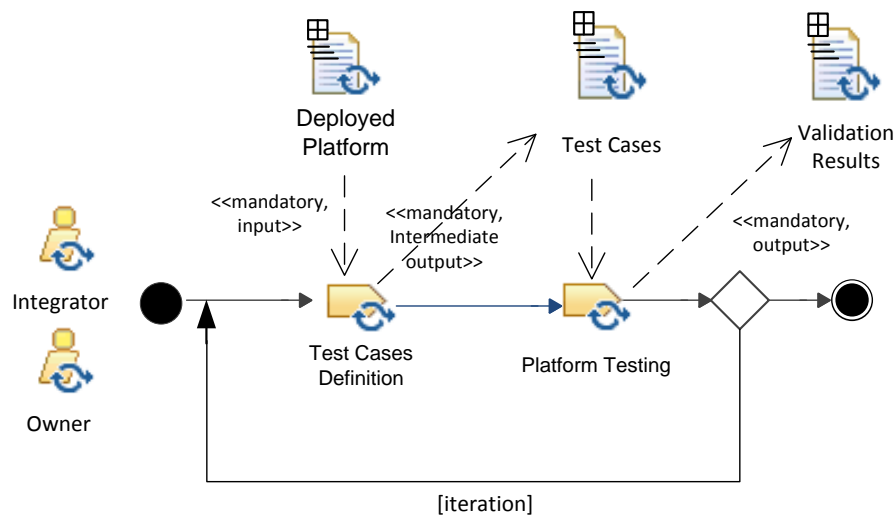 Deployed
Platform
Test Cases
Validation
Results
<<mandatory,
input>>
<<mandatory,
Intermediate
output>>
<<mandatory,
output>>
Integrator
Test Cases
Definition
Platform Testing
Owner
[iteration]